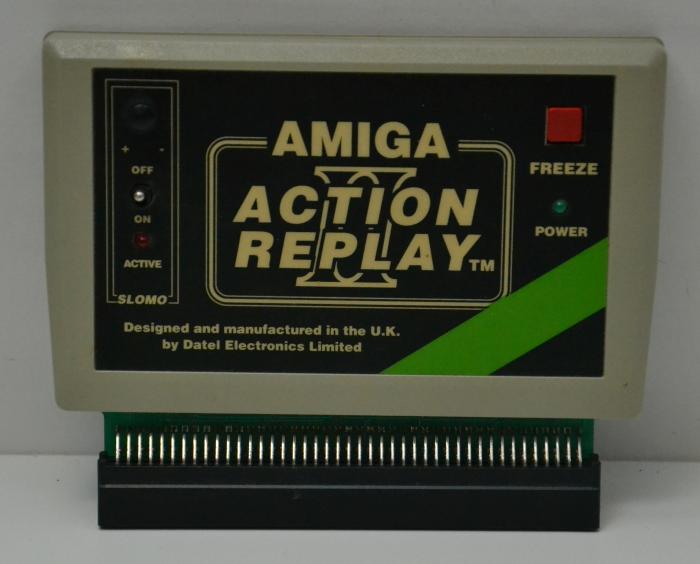 + -
OFF
ON
ACTIVE
SLOMO
AMIGA
ACTION
II
REPLAY TM
FREEZE
POWER
Designed and manufactured in the U.K.
by Datel Electronics Limited